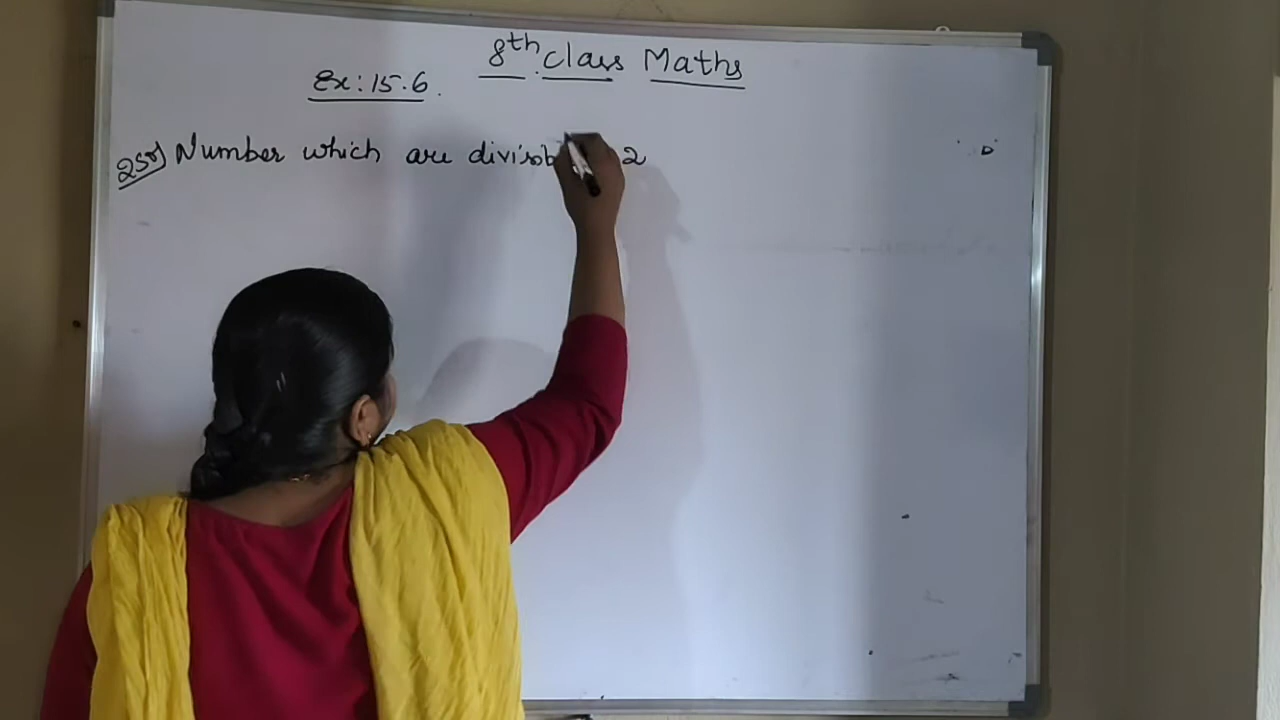 8th Class Maths
Ex: 15.6.
2Sol) Number which are divisib 2